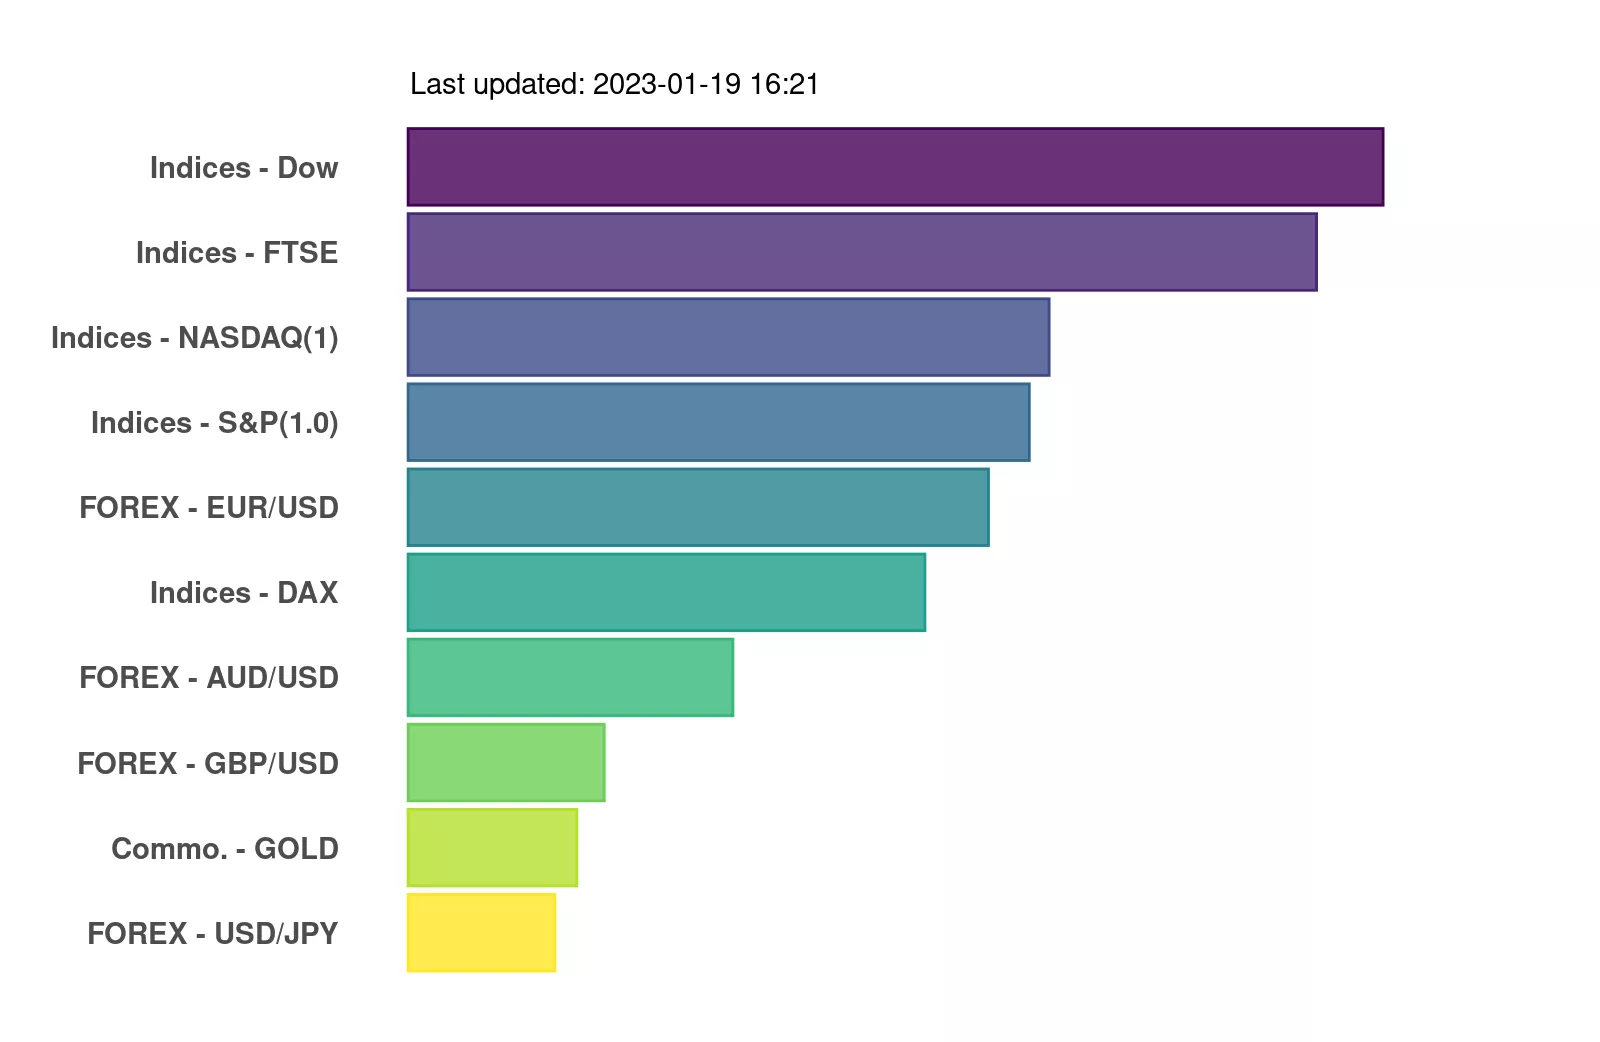 Last updated: 2023-01-19 16:21
Indices - Dow
Indices - FTSE
Indices - NASDAQ(1)
Indices - S&P(1.0)
FOREX - EUR/USD
Indices - DAX
FOREX - AUD/USD
FOREX - GBP/USD
Commo. - GOLD
FOREX - USD/JPY